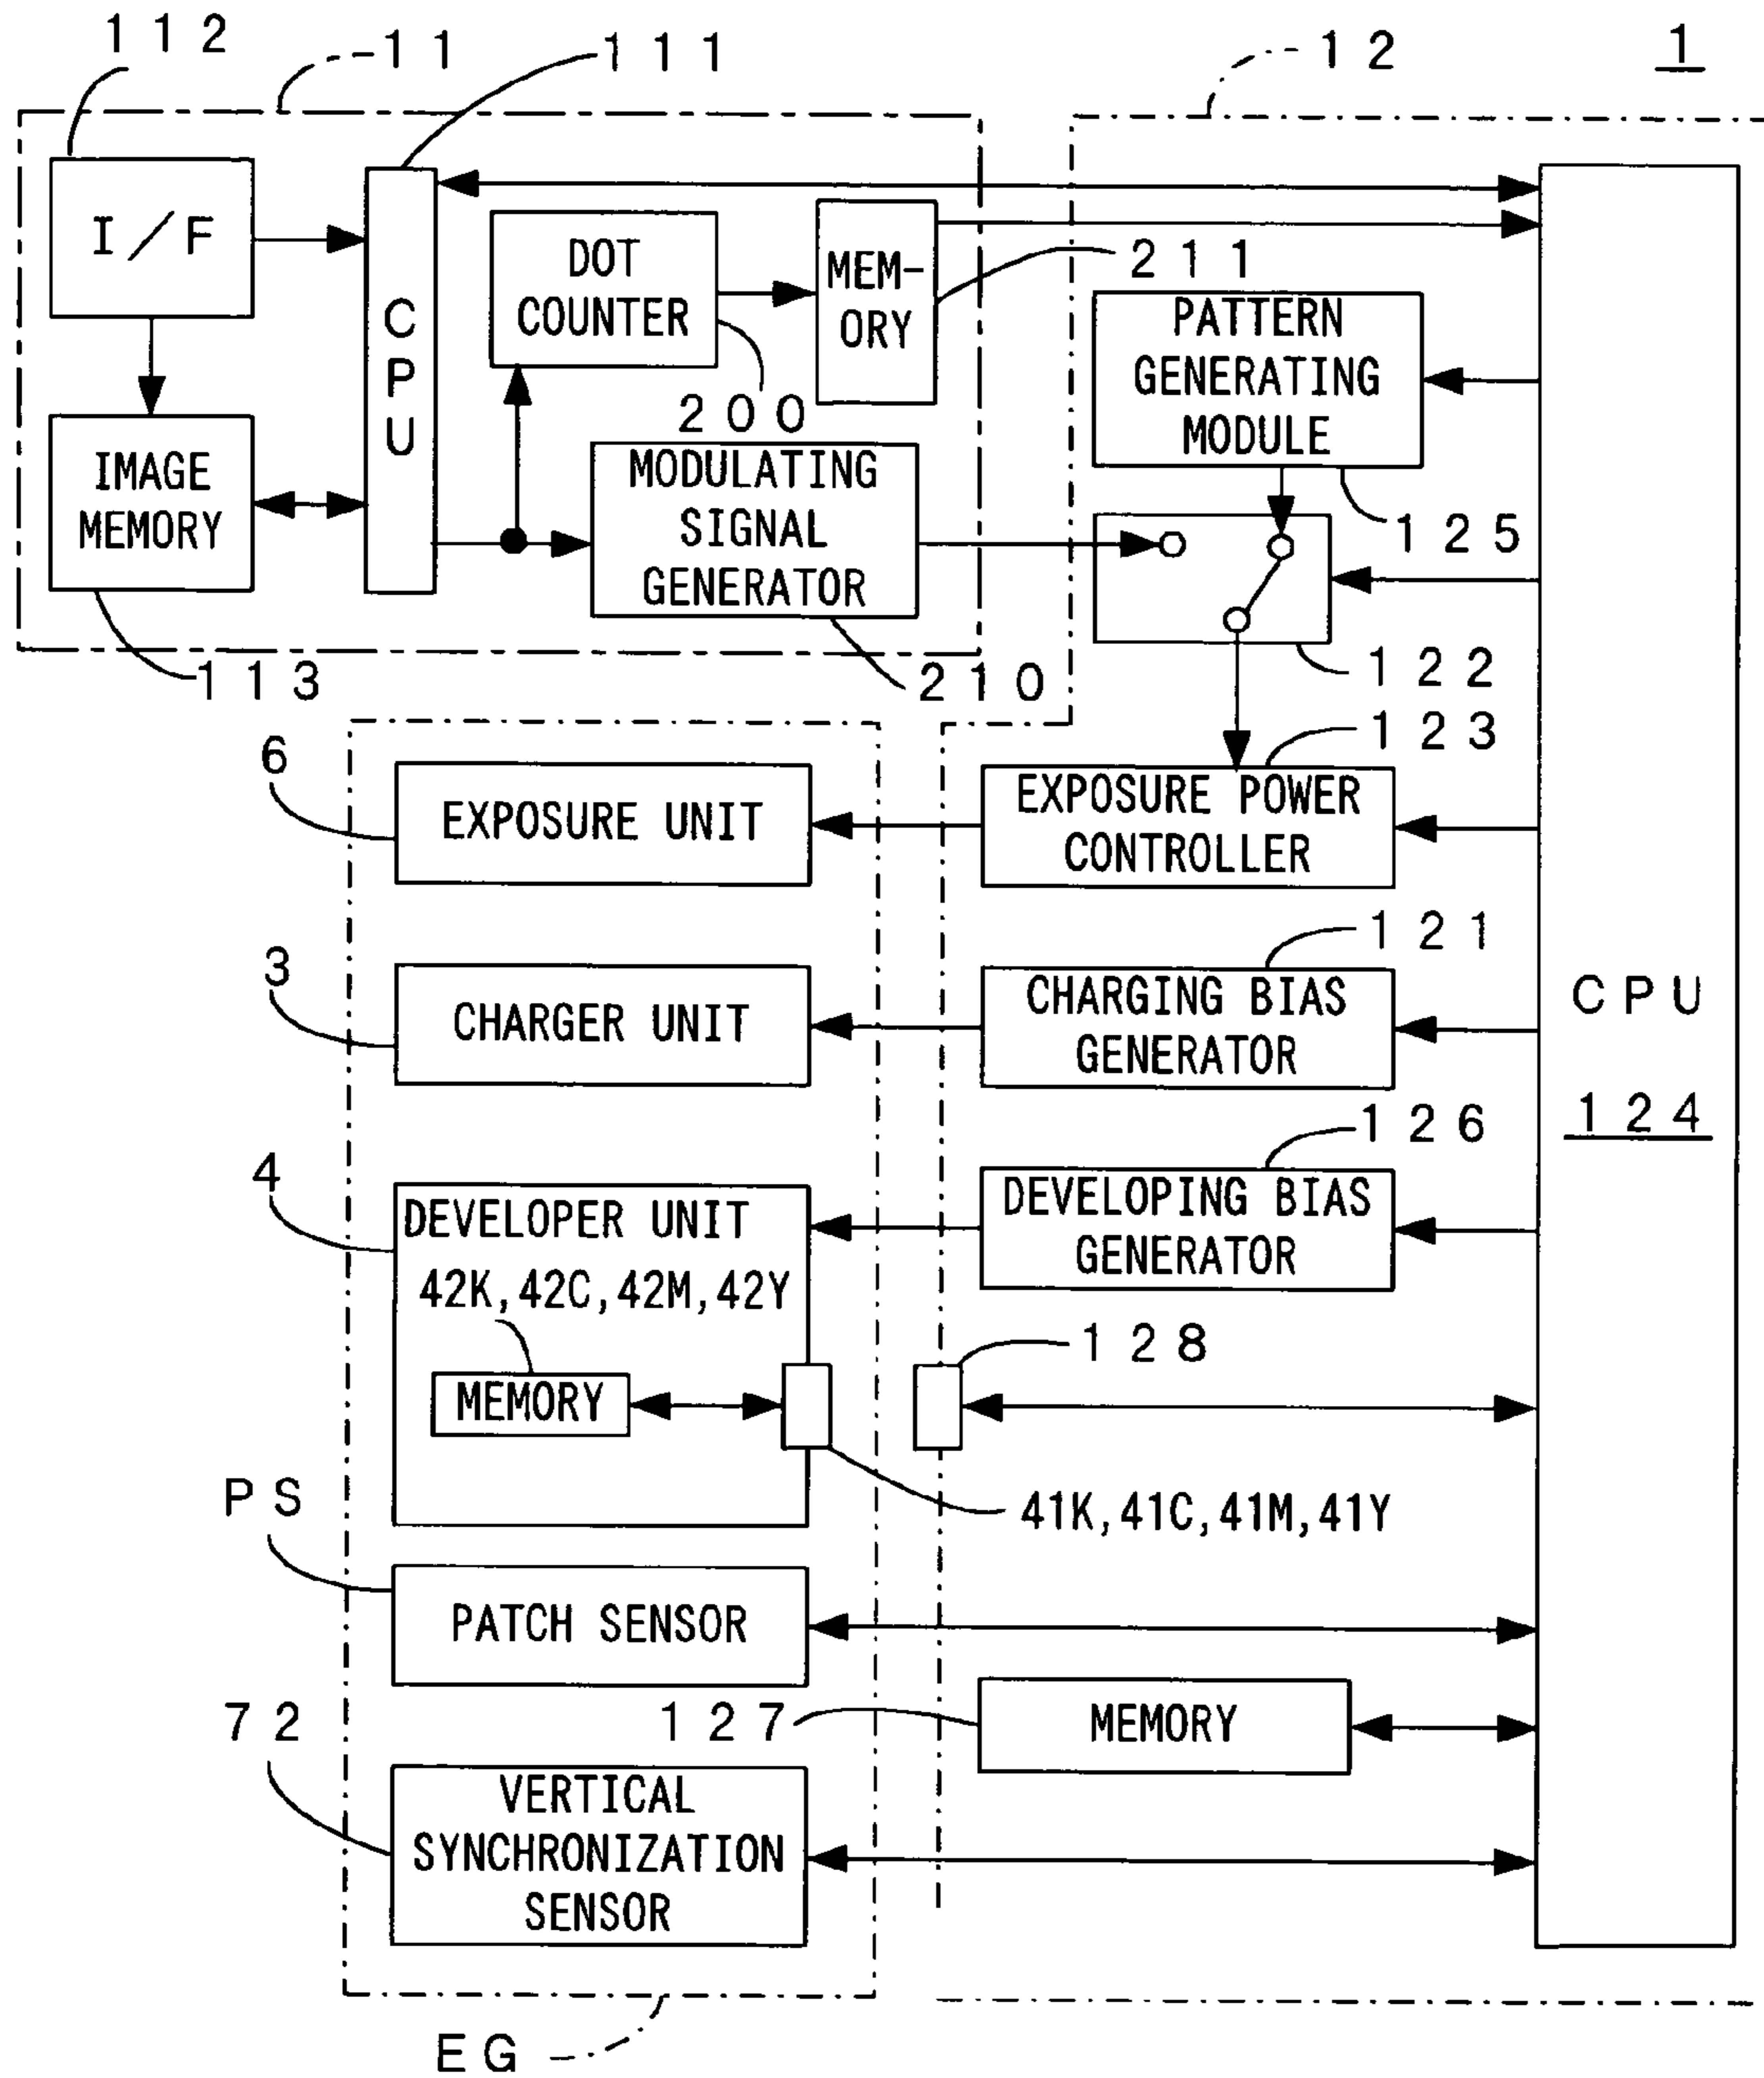 112
11
111
12
1
I/F
CPU
DOT
COUNTER
MEM-
ORY
211
PATTERN
GENERATING
MODULE
200
IMAGE
MEMORY
MODULATING
SIGNAL
GENERATOR
125
113
210
122
123
6
EXPOSURE UNIT
EXPOSURE POWER
CONTROLLER
121
3
CHARGER UNIT
CHARGING BIAS
GENERATOR
CPU
124
126
4
DEVELOPER UNIT
DEVELOPING BIAS
GENERATOR
42K, 42C, 42M, 42Y
128
MEMORY
41K, 41C, 41M, 41Y
PS
PATCH SENSOR
72
127
MEMORY
VERTICAL
SYNCHRONIZATION
SENSOR
EG